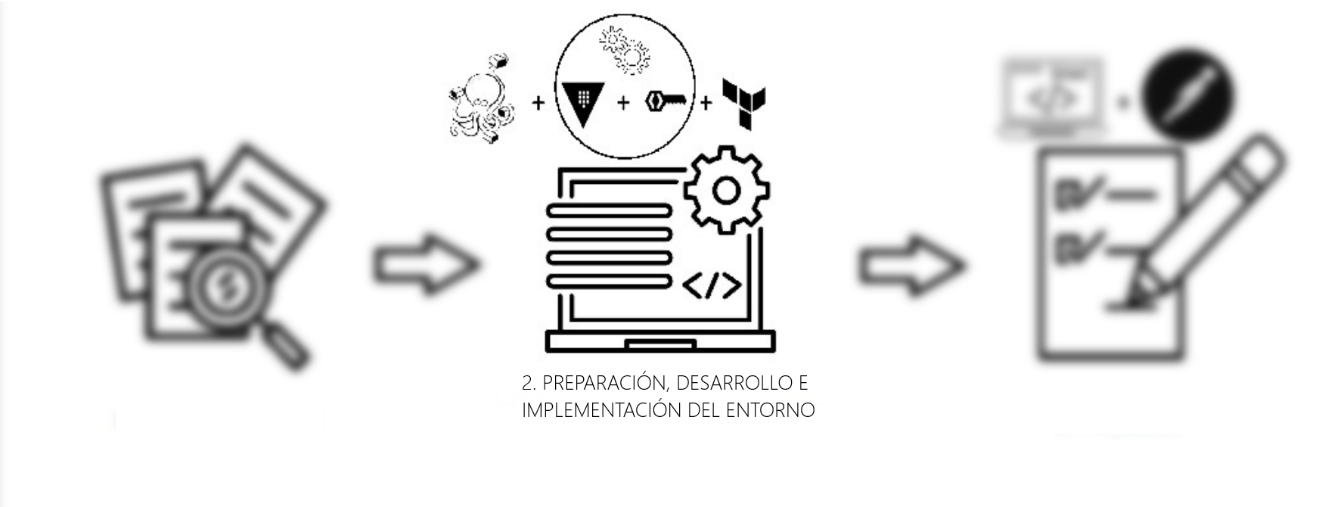 2. PREPARACIÓN, DESARROLLO E
IMPLEMENTACIÓN DEL ENTORNO